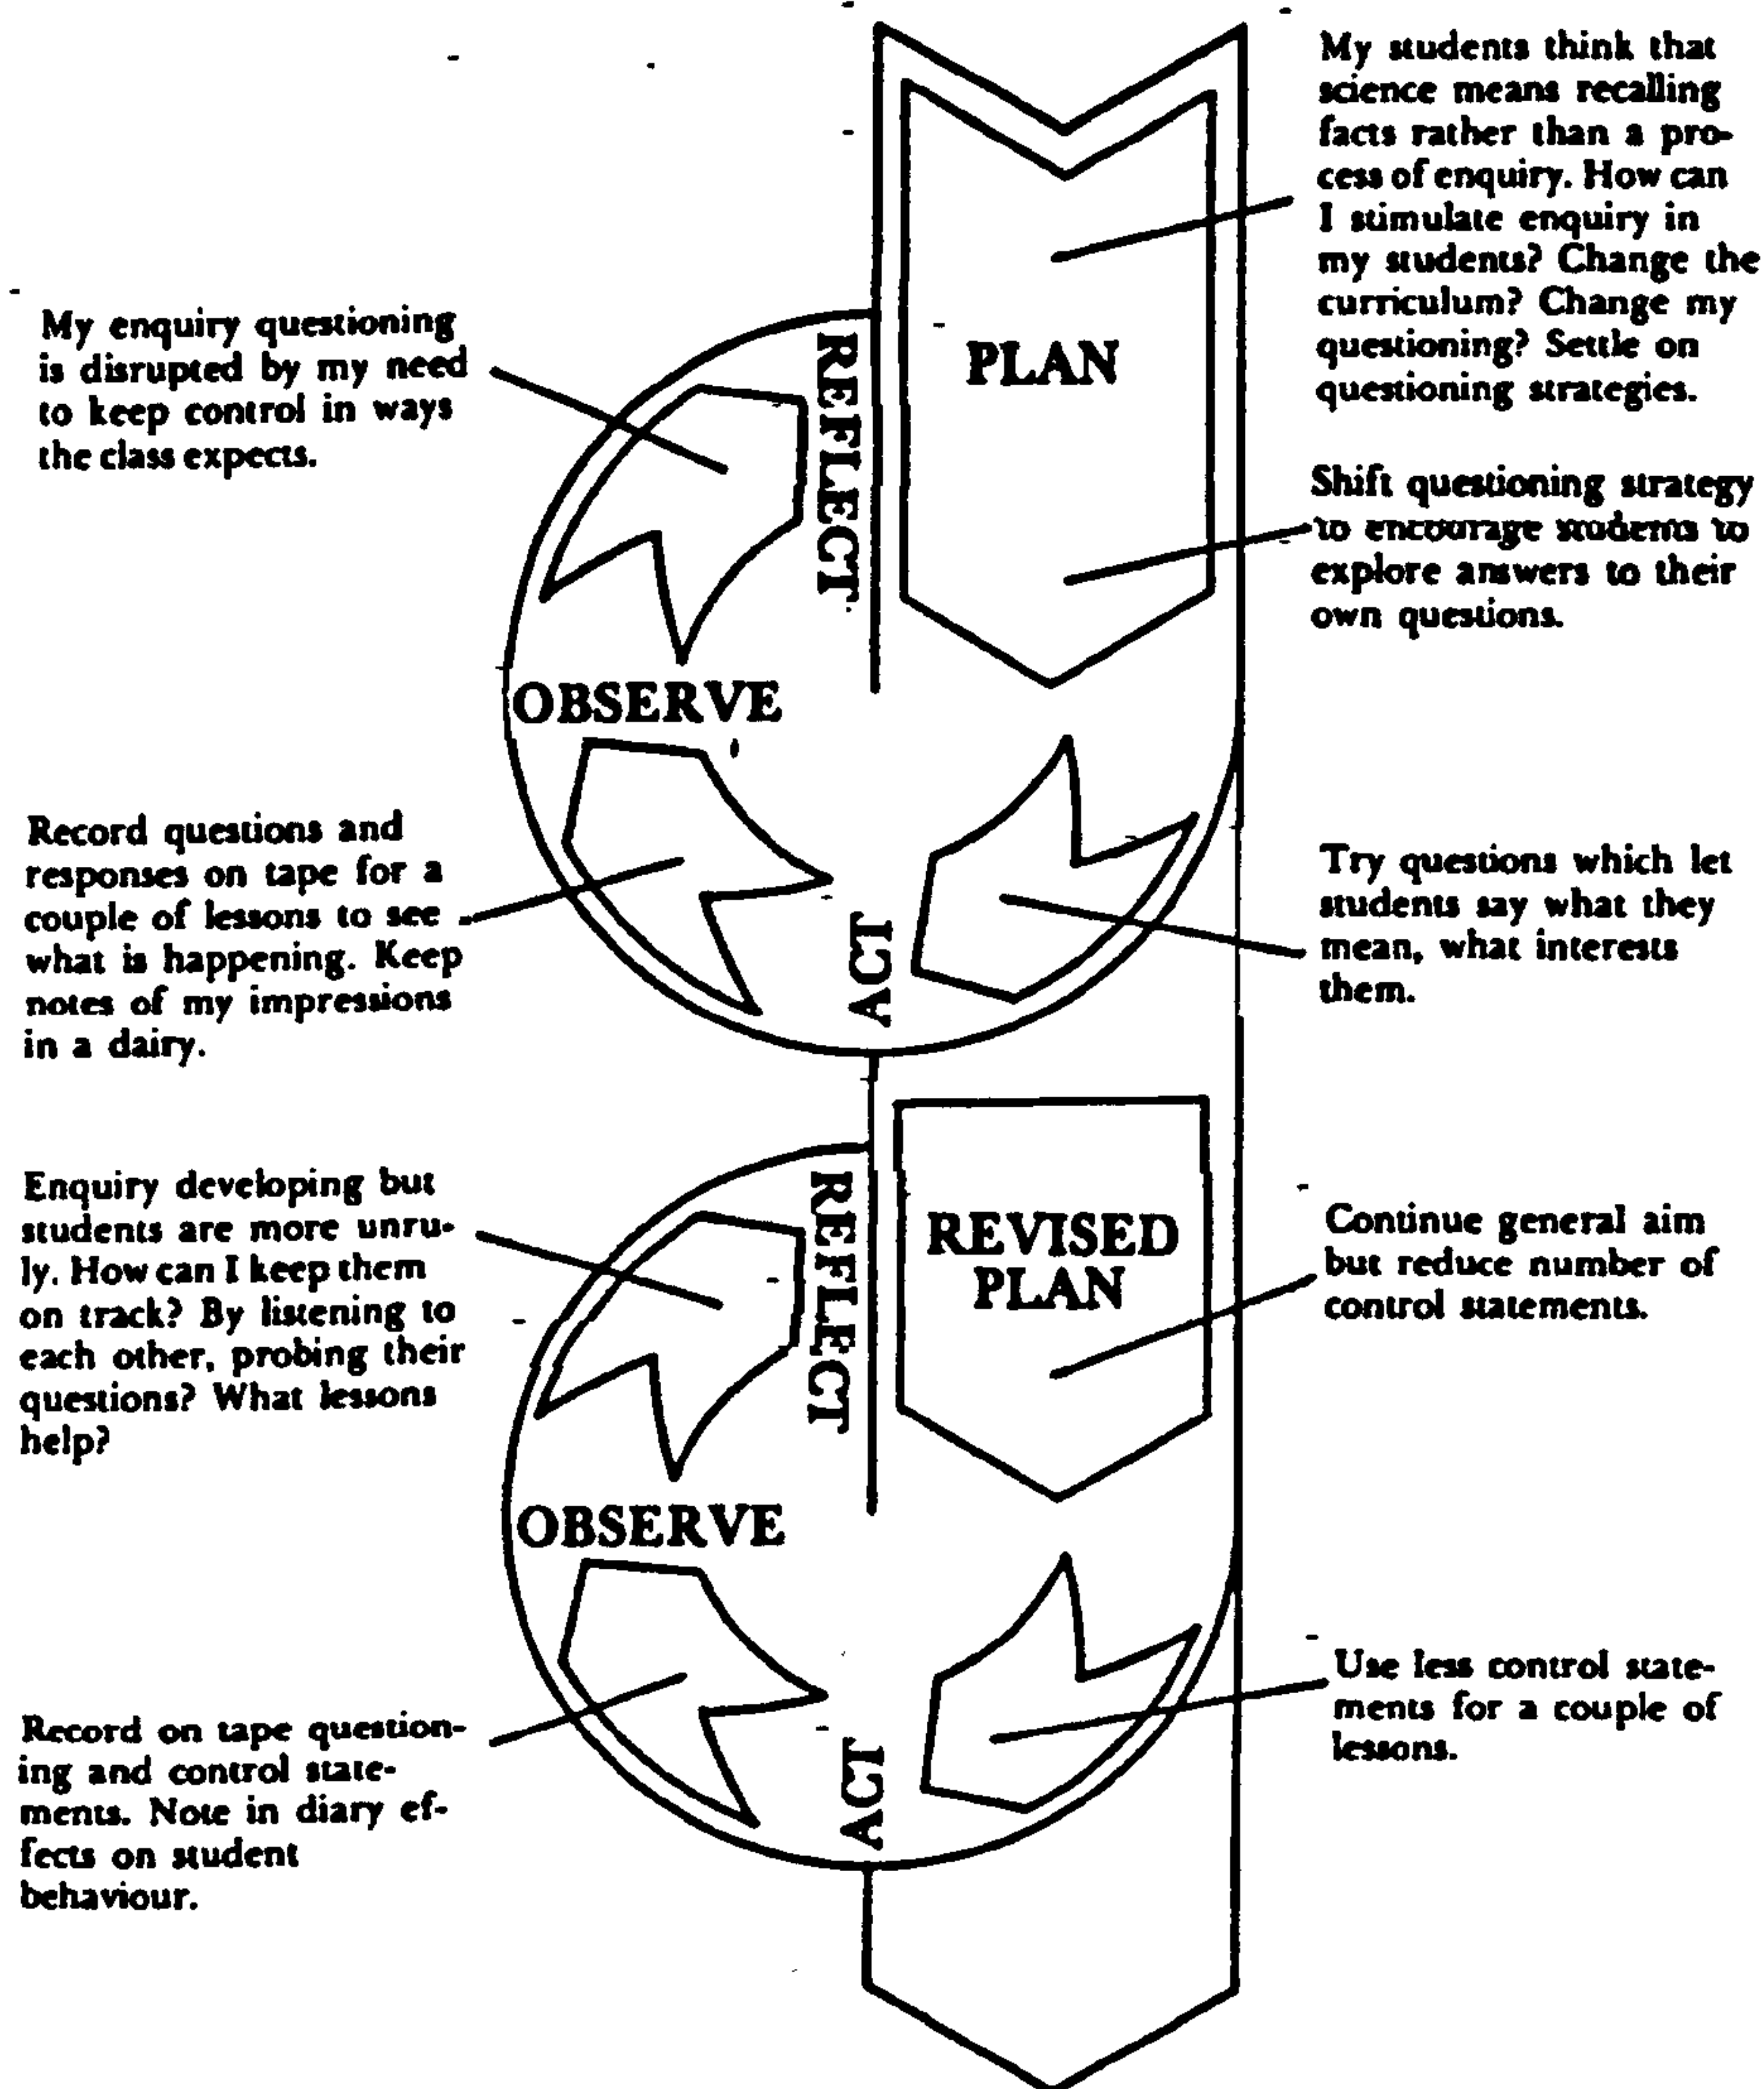 My students think that
science means recalling
facts rather than a pro-
cess of enquiry. How can
I stimulate enquiry in
my students? Change the
curriculum? Change my
questioning? Settle on
questioning strategies.
PLAN
Shift questioning strategy
to encourage students to
explore answers to their
own questions.
My enquiry questioning
is disrupted by my need
to keep control in ways
the class expects.
REFLECT
OBSERVE
Record questions and
responses on tape for a
couple of lessons to see
what is happening. Keep
notes of my impressions
in a dairy.
ACT
Try questions which let
students say what they
mean, what interests
them.
Enquiry developing but
students are more unru-
ly. How can I keep them
on track? By listening to
each other, probing their
questions? What lessons
help?
REFLECT
REVISED
PLAN
Continue general aim
but reduce number of
control statements.
OBSERVE
Record on tape question-
ing and control state-
ments. Note in diary ef-
fects on student
behaviour.
ACT
Use less control state-
ments for a couple of
lessons.